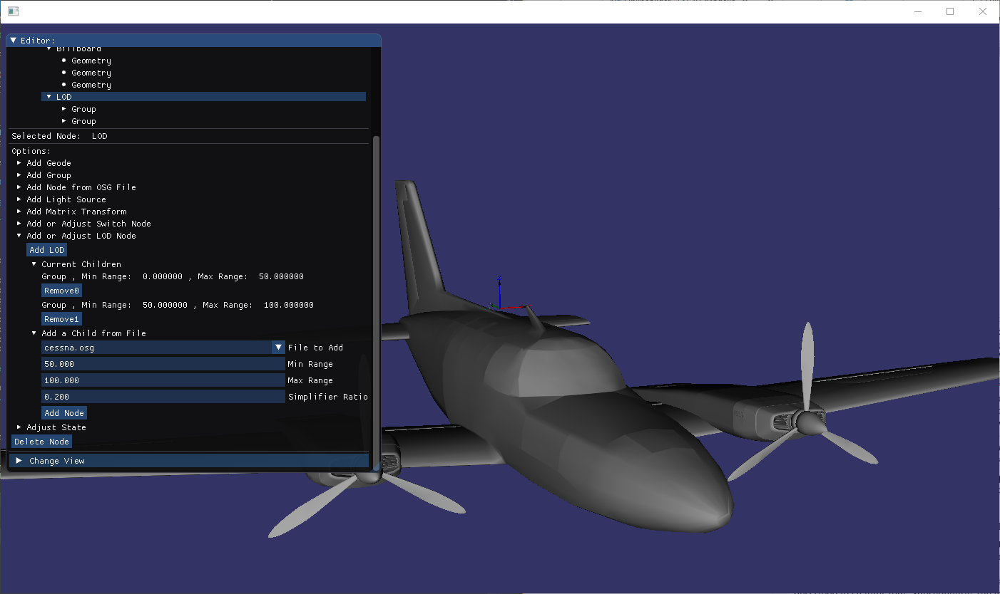 Editor:
Billboard
Geometry
Geometry
Geometry
LOD
Group
Group
Selected Node: LOD
Options:
Add Geode
Add Group
Add Node from OSG File
Add Light Source
Add Matrix Transform
Add or Adjust Switch Node
Add or Adjust LOD Node
Add LOD
Current Children
Group , Min Range: 0.000000 , Max Range: 50.000000
Remove0
Group , Min Range: 50.000000 , Max Range: 100.000000
Remove1
Add a Child from File
cessna.osg File to Add
50.000 Min Range
100.000 Max Range
0.200 Simplifier Ratio
Add Node
Adjust State
Delete Node
Change View